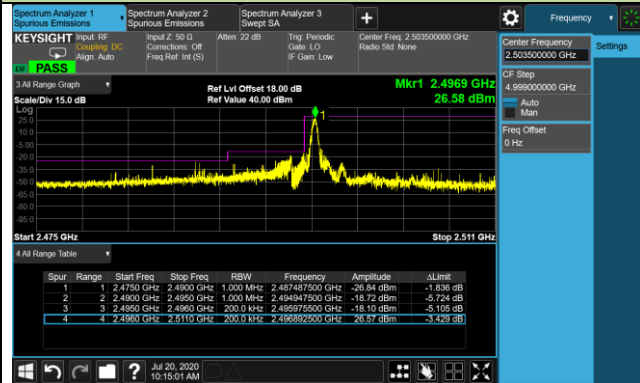 Spectrum Analyzer 1
Spurious Emissions
Spectrum Analyzer 2
Spurious Emissions
Spectrum Analyzer 3
Swept SA
+
Frequency
KEYSIGHT
Input: RF
Coupling: DC
Align: Auto
Input Z: 50 Ω
Corrections: Off
Freq Ref: Int (S)
Atten: 22 dB
Trig: Periodic
Gate: LO
IF Gain: Low
Center Freq: 2.503500000 GHz
Radio Std: None
LW PASS
Center Frequency
2.503500000 GHz
Settings
CF Step
4.999000000 GHz
Auto
Man
Freq Offset
0 Hz
3 All Range Graph
Scale/Div 15.0 dB
Ref Lvl Offset 18.00 dB
Ref Value 40.00 dBm
Mkr1 2.4969 GHz
26.58 dBm
Log
25.0
10.0
-5.00
-20.0
-35.0
-50.0
-65.0
-80.0
-95.0
1
Start 2.475 GHz
Stop 2.511 GHz
4 All Range Table
Spur Range Start Freq Stop Freq RBW Frequency Amplitude ΔLimit
1 1 2.4750 GHz 2.4900 GHz 1.000 MHz 2.487487500 GHz -26.84 dBm -1.836 dB
2 2 2.4900 GHz 2.4950 GHz 1.000 MHz 2.494947500 GHz -18.72 dBm -5.724 dB
3 3 2.4950 GHz 2.4960 GHz 200.0 kHz 2.495975500 GHz -18.10 dBm -5.105 dB
4 4 2.4960 GHz 2.5110 GHz 200.0 kHz 2.496892500 GHz 26.57 dBm -3.429 dB
?
Jul 20, 2020
10:15:01 AM